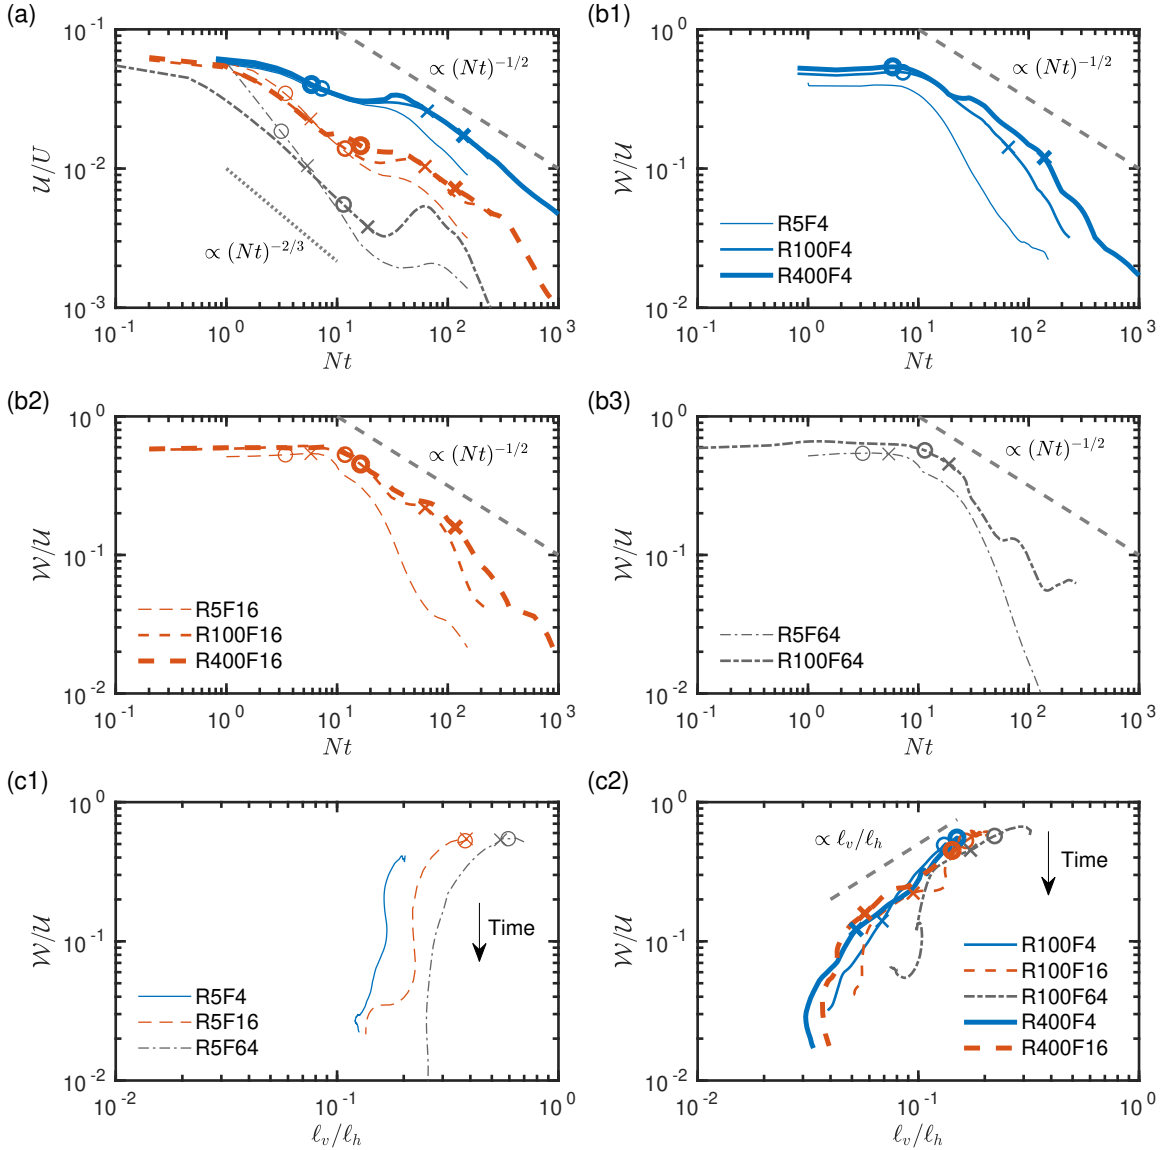 (a)
10^{-1}
10^{-2}
10^{-3}
𝒰/U
∝ (Nt)^{-1/2}
∝ (Nt)^{-2/3}
10^{-1} 10^{0} 10^{1} 10^{2} 10^{3}
Nt
(b1)
10^{0}
10^{-1}
10^{-2}
𝒲/𝒰
∝ (Nt)^{-1/2}
R5F4
R100F4
R400F4
10^{-1} 10^{0} 10^{1} 10^{2} 10^{3}
Nt
(b2)
10^{0}
10^{-1}
10^{-2}
𝒲/𝒰
∝ (Nt)^{-1/2}
R5F16
R100F16
R400F16
10^{-1} 10^{0} 10^{1} 10^{2} 10^{3}
Nt
(b3)
10^{0}
10^{-1}
10^{-2}
𝒲/𝒰
∝ (Nt)^{-1/2}
R5F64
R100F64
10^{-1} 10^{0} 10^{1} 10^{2} 10^{3}
Nt
(c1)
10^{0}
10^{-1}
10^{-2}
𝒲/𝒰
Time
R5F4
R5F16
R5F64
10^{-2} 10^{-1} 10^{0}
ℓ_v/ℓ_h
(c2)
10^{0}
10^{-1}
10^{-2}
𝒲/𝒰
∝ ℓ_v/ℓ_h
Time
R100F4
R100F16
R100F64
R400F4
R400F16
10^{-2} 10^{-1} 10^{0}
ℓ_v/ℓ_h